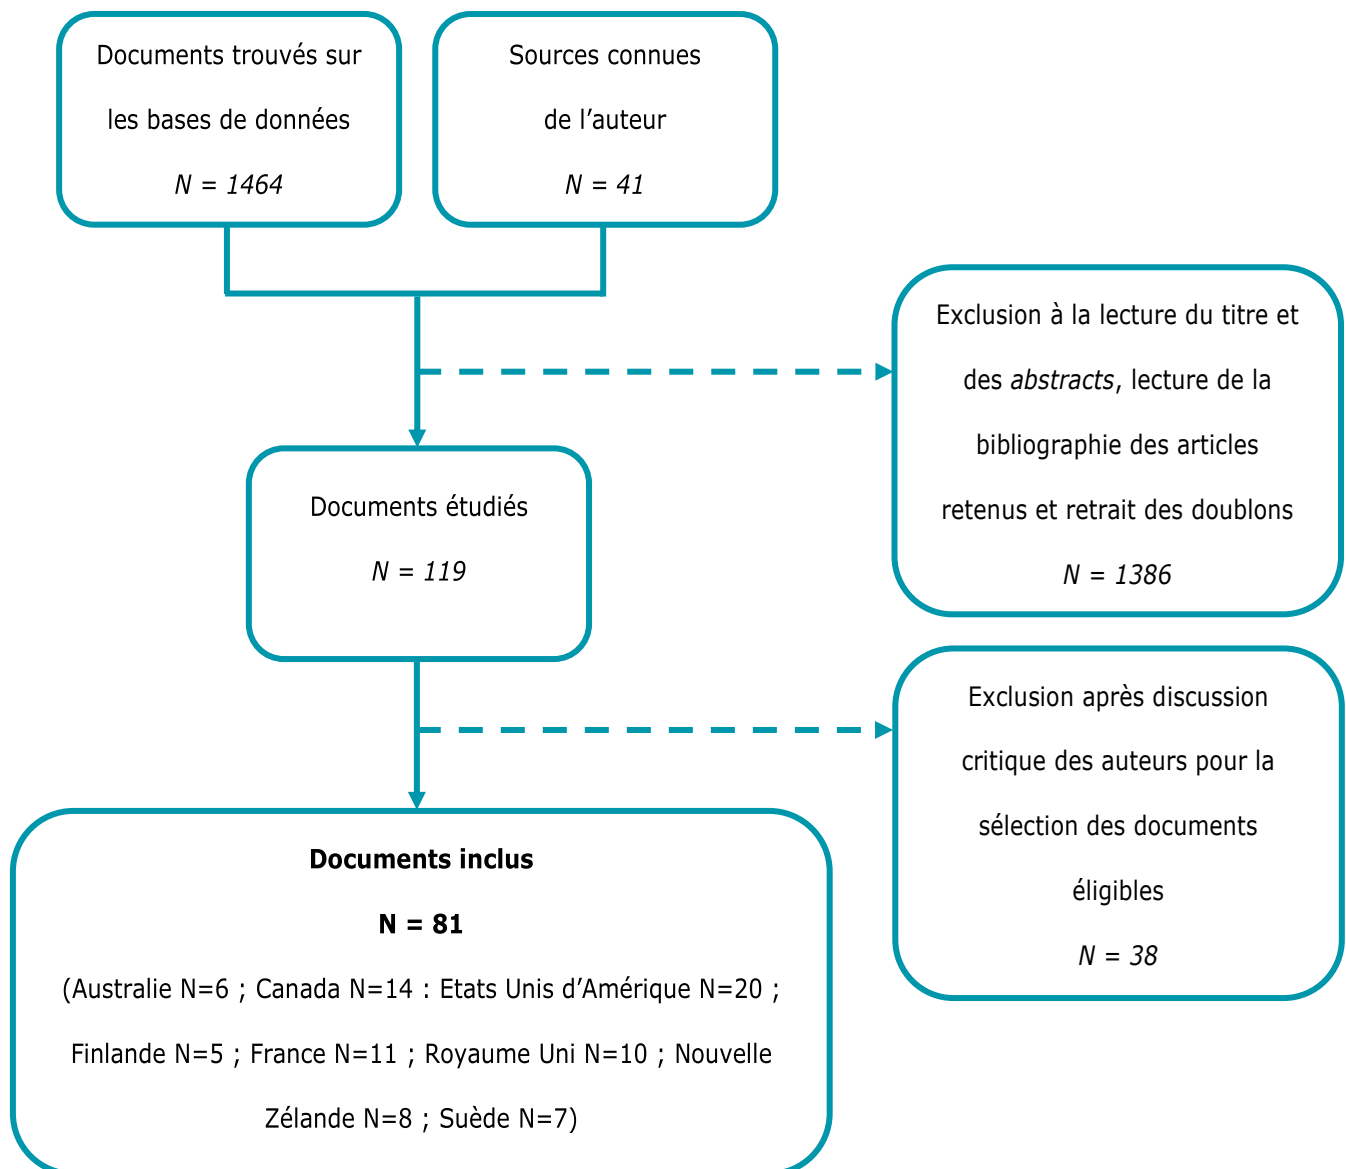 Documents trouvés sur
les bases de données
N = 1464
Sources connues
de l’auteur
N = 41
Exclusion à la lecture du titre et
des abstracts, lecture de la
bibliographie des articles
retenus et retrait des doublons
N = 1386
Documents étudiés
N = 119
Exclusion après discussion
critique des auteurs pour la
sélection des documents
éligibles
N = 38
Documents inclus
N = 81
(Australie N=6 ; Canada N=14 : Etats Unis d’Amérique N=20 ;
Finlande N=5 ; France N=11 ; Royaume Uni N=10 ; Nouvelle
Zélande N=8 ; Suède N=7)